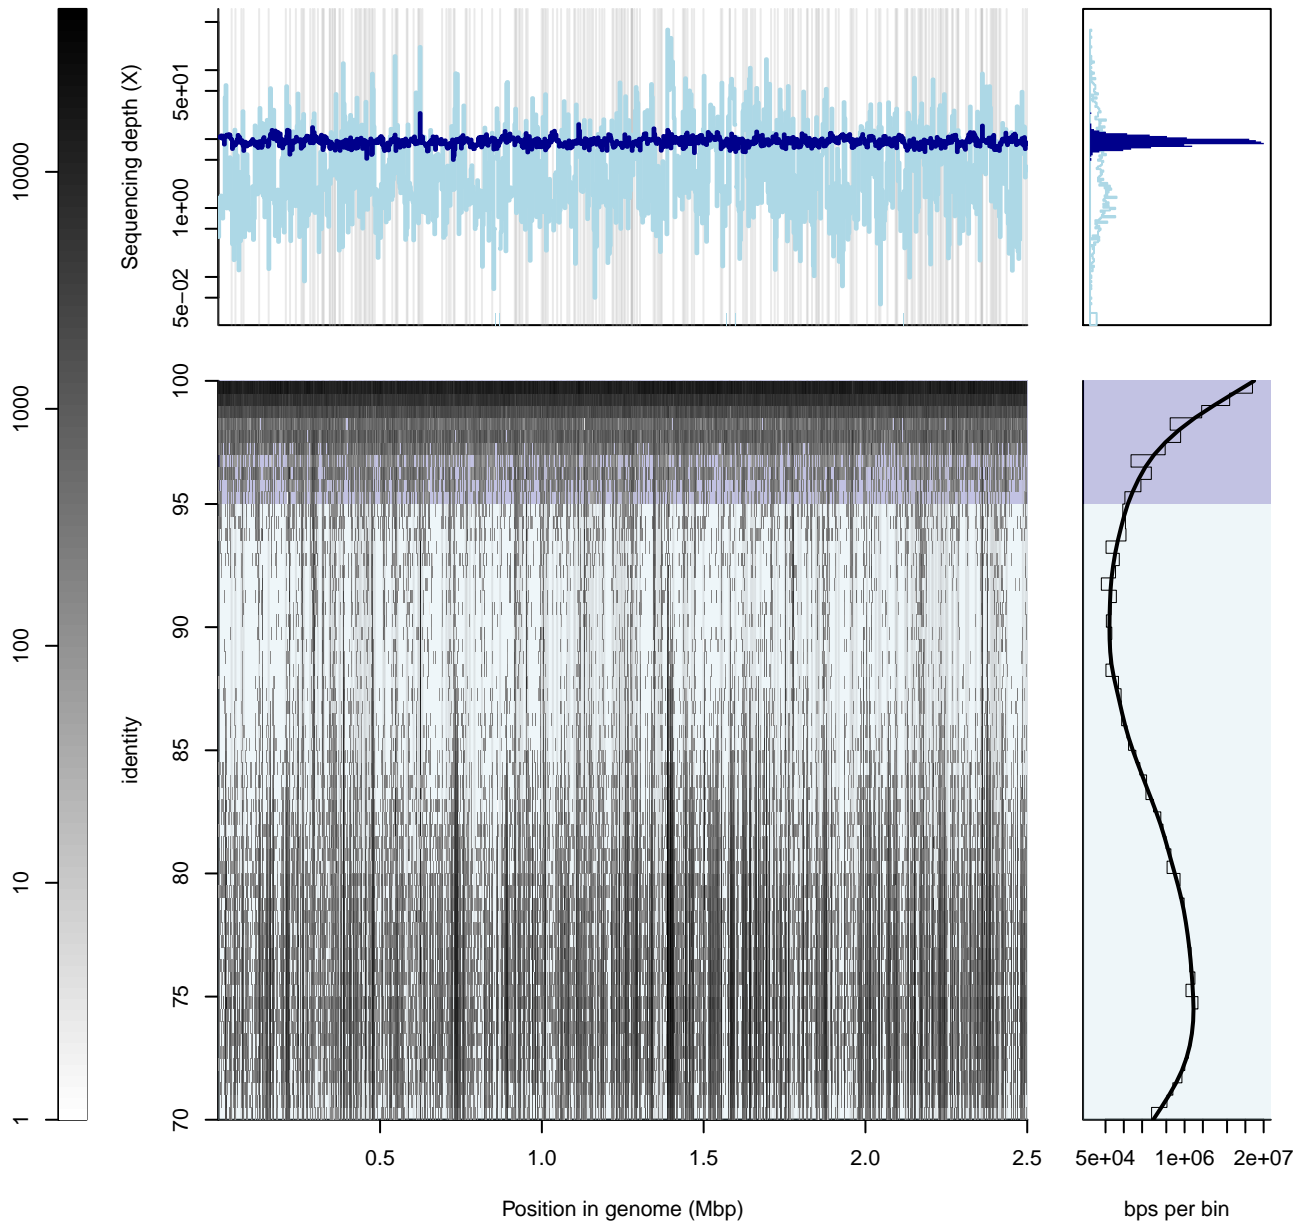 10000
1000
100
10
1
Sequencing depth (X)
5e+01
1e+00
5e-02
identity
100
95
90
85
80
75
70
0.5
1.0
1.5
2.0
2.5
Position in genome (Mbp)
5e+04
1e+06
2e+07
bps per bin